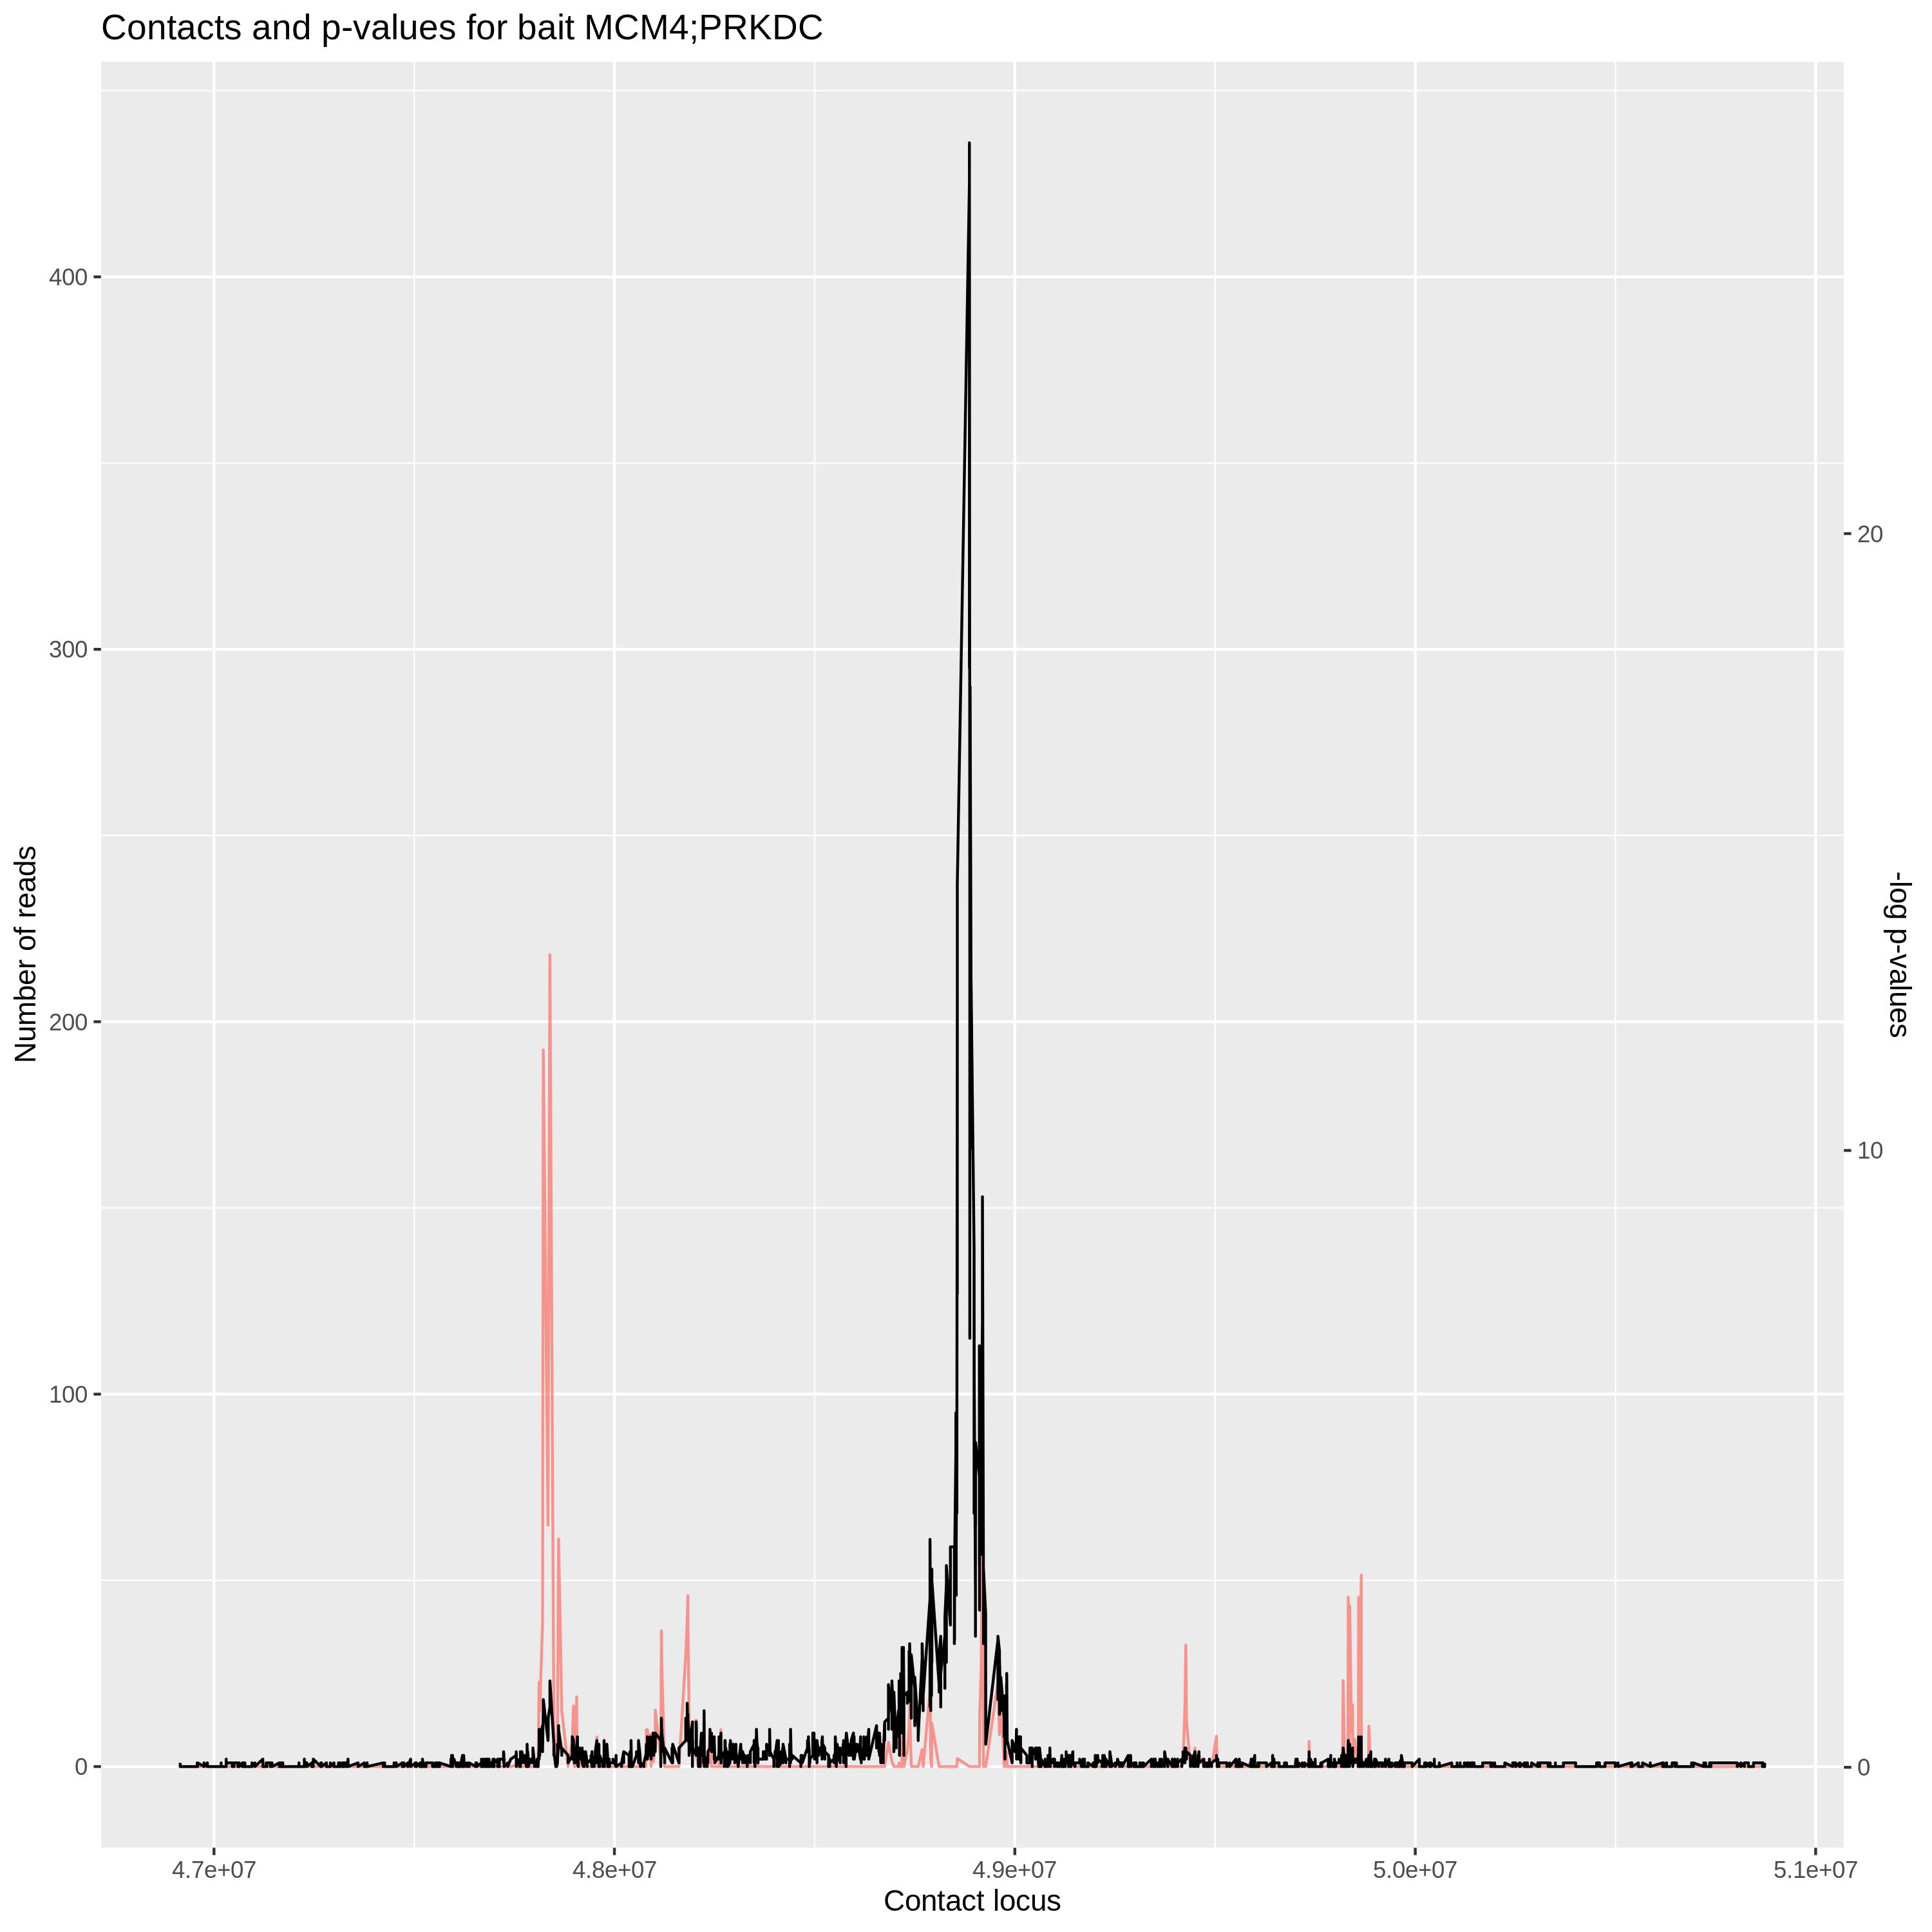 Contacts and p-values for bait MCM4;PRKDC
400
300
200
100
0
Number of reads
20
10
0
-log p-values
4.7e+07
4.8e+07
4.9e+07
5.0e+07
5.1e+07
Contact locus